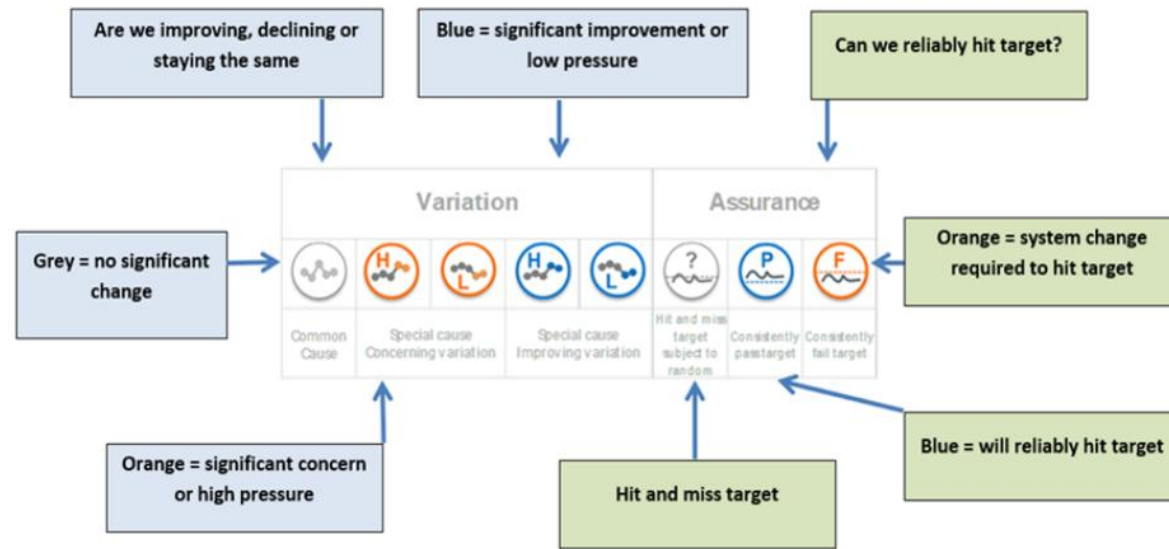 Are we improving, declining or
staying the same
Blue = significant improvement or
low pressure
Can we reliably hit target?
Variation
Assurance
Grey = no significant
change
H
L
H
L
?
P
F
Orange = system change
required to hit target
Common
Cause
Special cause
Concerning variation
Special cause
Improving variation
Hit and miss
target
subject to
random
Consistently
passtarget
Consistently
fail target
Orange = significant concern
or high pressure
Hit and miss target
Blue = will reliably hit target